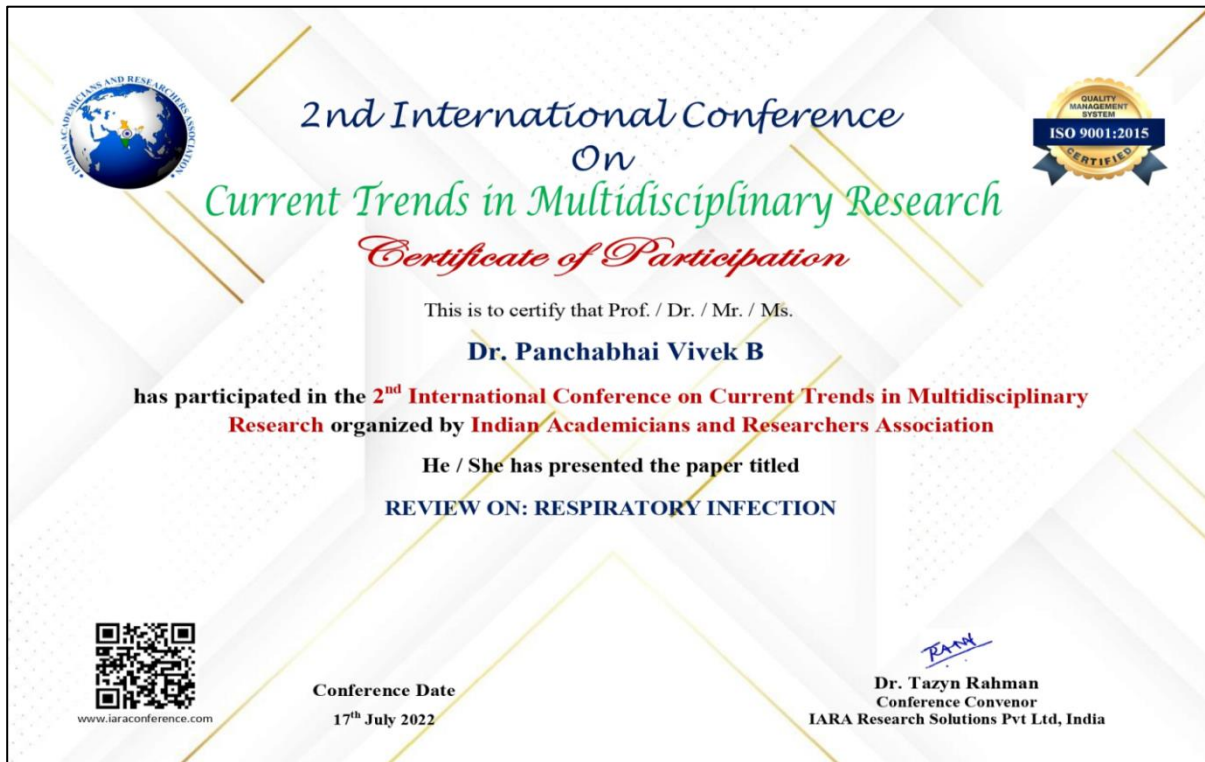 INDIAN ACADEMICIANS AND RESEARCHERS ASSOCIATION
QUALITY
MANAGEMENT
SYSTEM
ISO 9001:2015
CERTIFIED
2nd International Conference
On
Current Trends in Multidisciplinary Research
Certificate of Participation
This is to certify that Prof. / Dr. / Mr. / Ms.
Dr. Panchabhai Vivek B
has participated in the 2nd International Conference on Current Trends in Multidisciplinary
Research organized by Indian Academicians and Researchers Association
He / She has presented the paper titled
REVIEW ON: RESPIRATORY INFECTION
www.iaraconference.com
Conference Date
17th July 2022
Dr. Tazyn Rahman
Conference Convenor
IARA Research Solutions Pvt Ltd, India